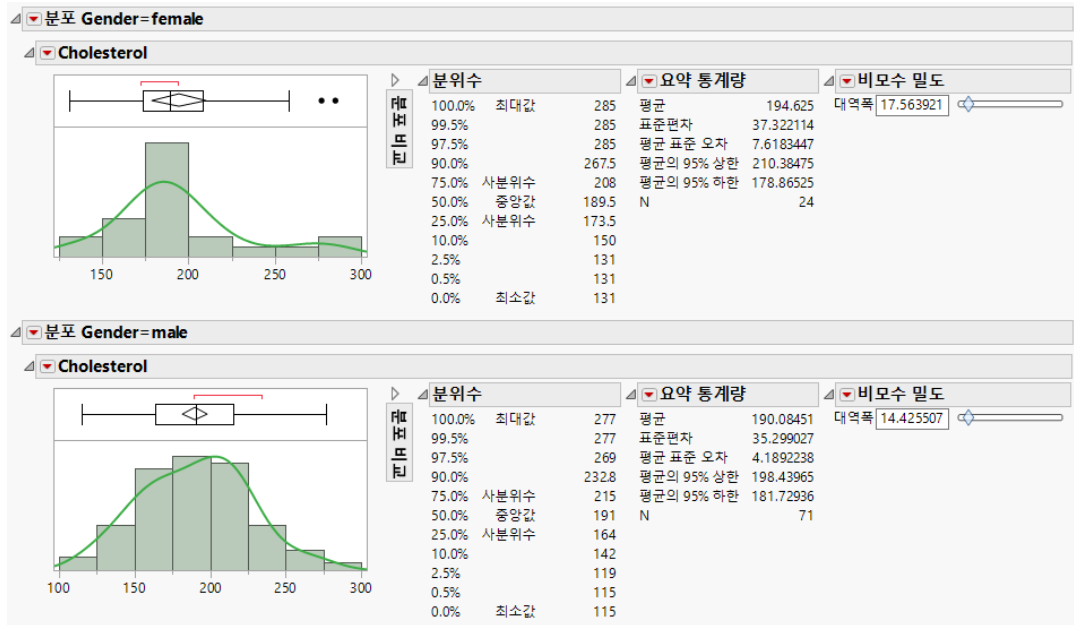 분포 Gender=female
Cholesterol
분포 비교
분위수
100.0% 최대값 285
99.5% 285
97.5% 285
90.0% 267.5
75.0% 사분위수 208
50.0% 중앙값 189.5
25.0% 사분위수 173.5
10.0% 150
2.5% 131
0.5% 131
0.0% 최소값 131
요약 통계량
평균 194.625
표준편차 37.322114
평균 표준 오차 7.6183447
평균의 95% 상한 210.38475
평균의 95% 하한 178.86525
N 24
비모수 밀도
대역폭 17.563921
150 200 250 300
분포 Gender=male
Cholesterol
분포 비교
분위수
100.0% 최대값 277
99.5% 277
97.5% 269
90.0% 232.8
75.0% 사분위수 215
50.0% 중앙값 191
25.0% 사분위수 164
10.0% 142
2.5% 119
0.5% 115
0.0% 최소값 115
요약 통계량
평균 190.08451
표준편차 35.299027
평균 표준 오차 4.1892238
평균의 95% 상한 198.43965
평균의 95% 하한 181.72936
N 71
비모수 밀도
대역폭 14.425507
100 150 200 250 300